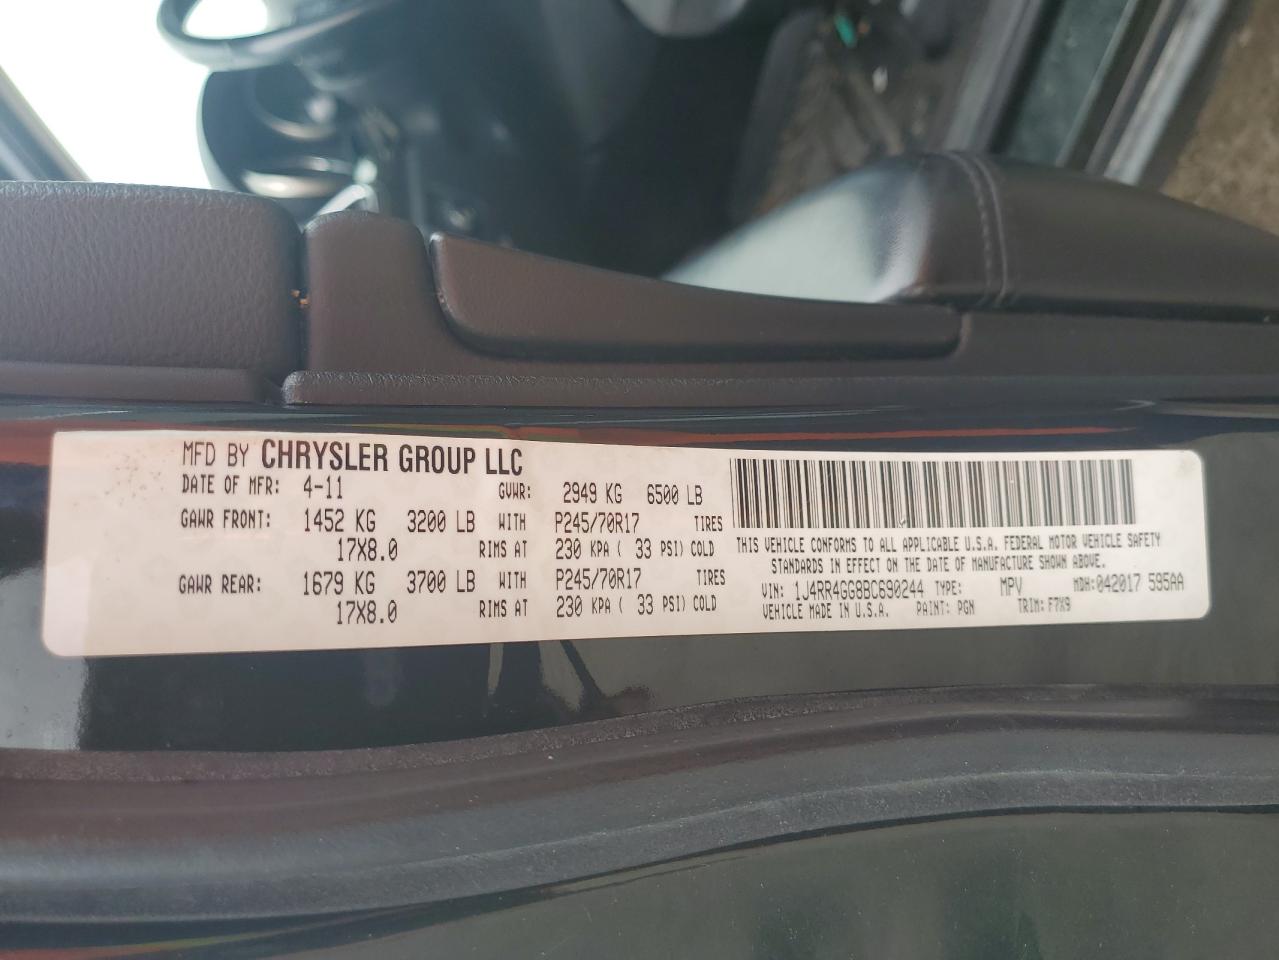 MFD BY CHRYSLER GROUP LLC
DATE OF MFR: 4-11 GVWR: 2949 KG 6500 LB
GAWR FRONT: 1452 KG 3200 LB WITH P245/70R17 TIRES
17X8.0 RIMS AT 230 KPA ( 33 PSI) COLD
GAWR REAR: 1679 KG 3700 LB WITH P245/70R17 TIRES
17X8.0 RIMS AT 230 KPA ( 33 PSI) COLD
THIS VEHICLE CONFORMS TO ALL APPLICABLE U.S.A. FEDERAL MOTOR VEHICLE SAFETY
STANDARDS IN EFFECT ON THE DATE OF MANUFACTURE SHOWN ABOVE.
VIN: 1J4RR4GG8BC690244 TYPE: MPV MDH: 042017 595AA
VEHICLE MADE IN U.S.A. PAINT: PGN TRIM: F7X9